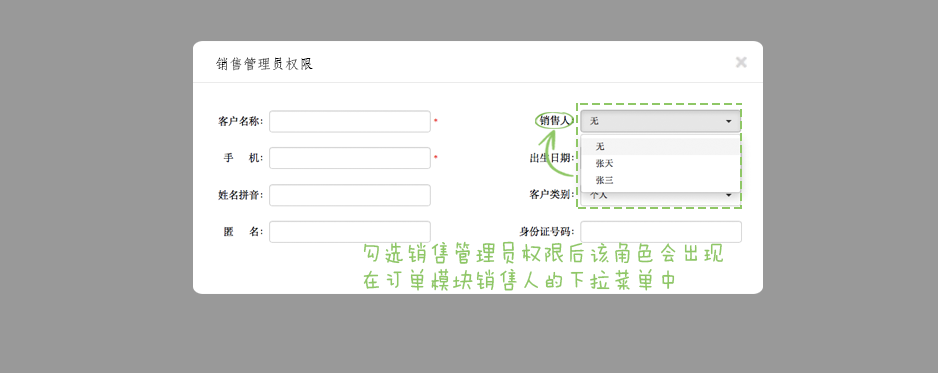 销售管理员权限
客户名称： * 销售人： 无
无
手 机： * 出生日期： 张天
张三
姓名拼音： 客户类别： 个人
匿 名： 身份证号码：
勾选销售管理员权限后该角色会出现
在订单模块销售人的下拉菜单中